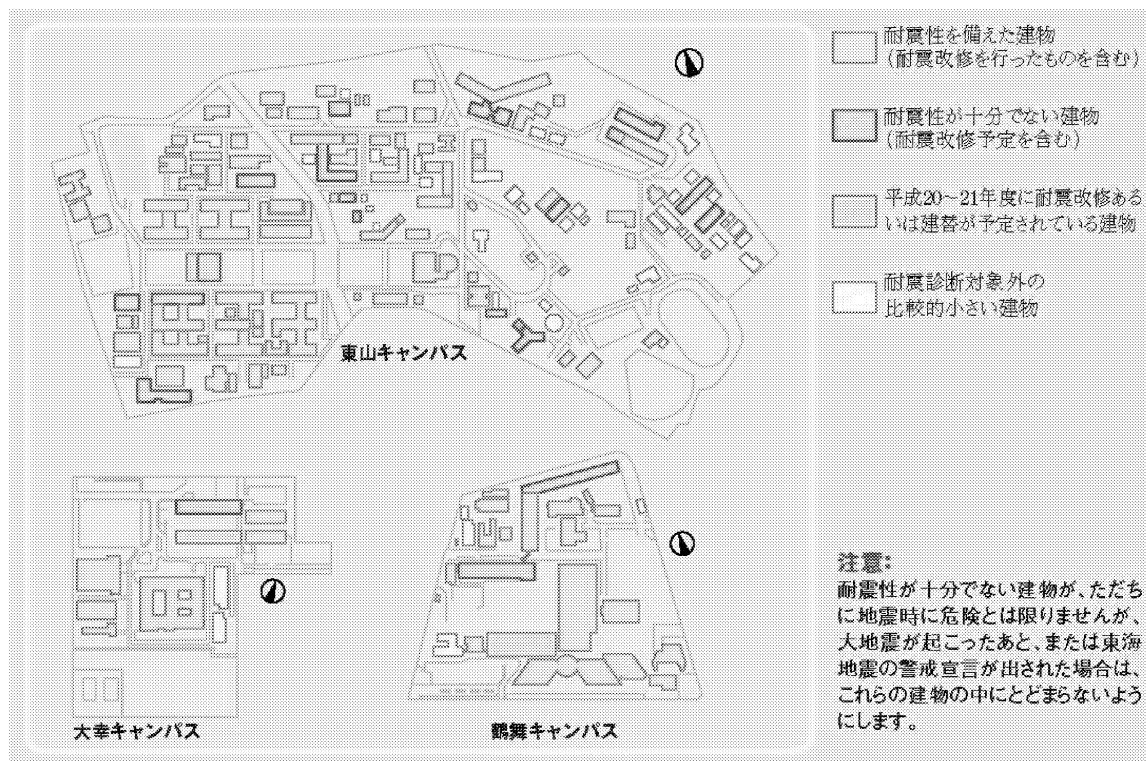 耐震性を備えた建物
（耐震改修を行ったものを含む）
耐震性が十分でない建物
（耐震改修予定を含む）
平成20～21年度に耐震改修ある
いは建替が予定されている建物
耐震診断対象外の
比較的小さい建物
東山キャンパス
大幸キャンパス
鶴舞キャンパス
注意：
耐震性が十分でない建物が、ただち
に地震時に危険とは限りませんが、
大地震が起こったあと、または東海
地震の警戒宣言が出された場合は、
これらの建物の中にとどまらないよう
にします。